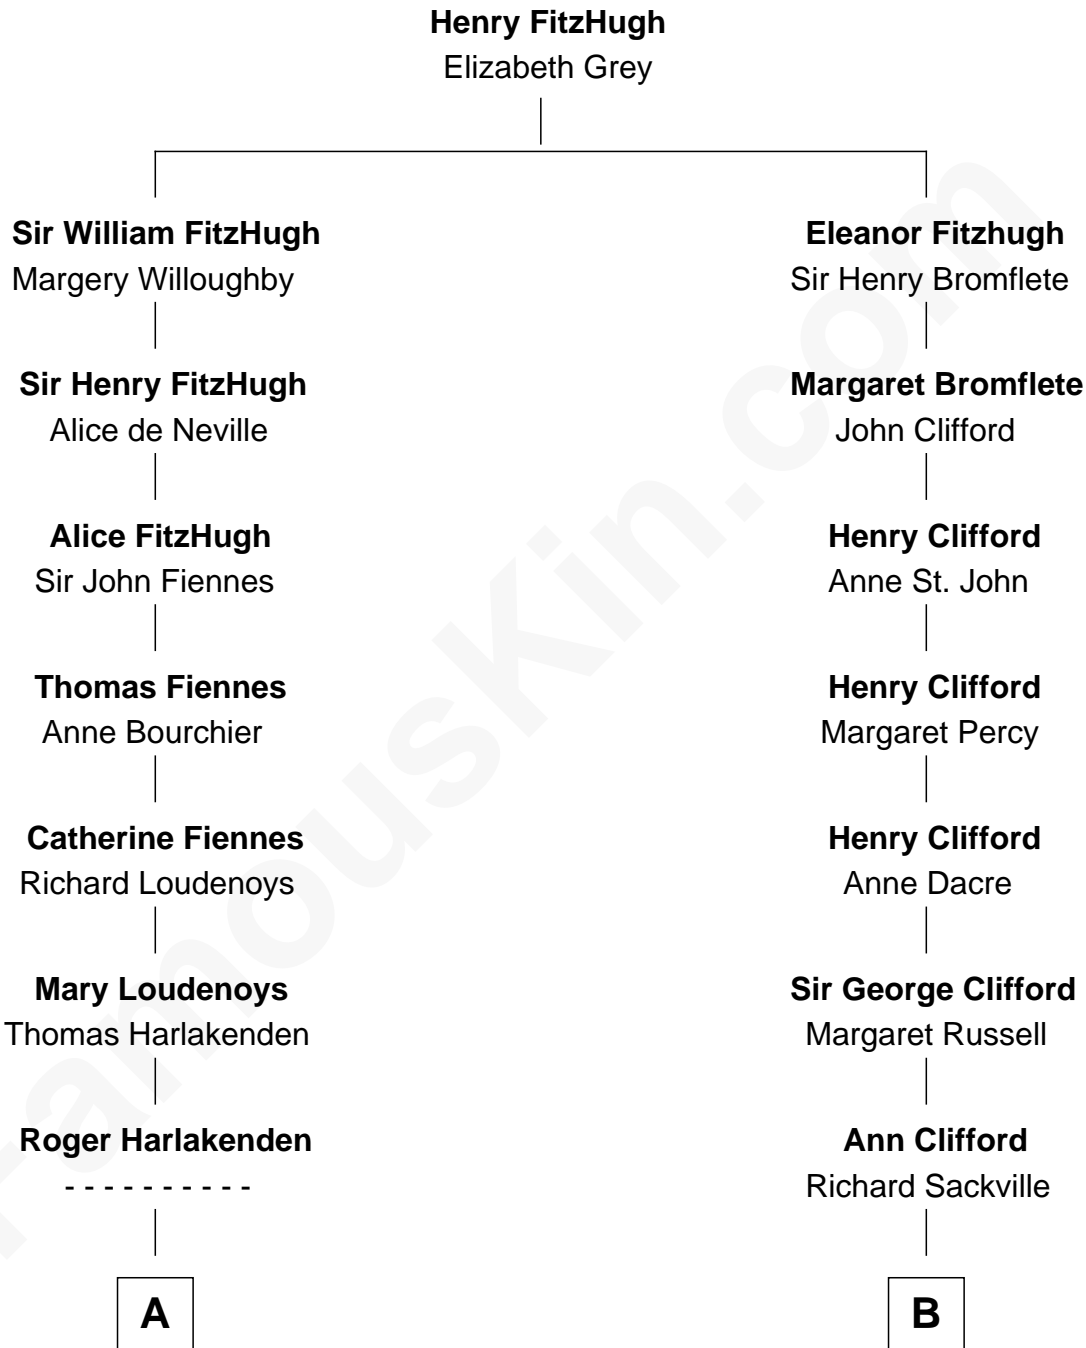 Henry FitzHugh
Elizabeth Grey
Sir William FitzHugh
Margery Willoughby
Eleanor Fitzhugh
Sir Henry Bromflete
Sir Henry FitzHugh
Alice de Neville
Margaret Bromflete
John Clifford
Alice FitzHugh
Sir John Fiennes
Henry Clifford
Anne St. John
Thomas Fiennes
Anne Bourchier
Henry Clifford
Margaret Percy
Catherine Fiennes
Richard Loudenoys
Henry Clifford
Anne Dacre
Mary Loudenoys
Thomas Harlakenden
Sir George Clifford
Margaret Russell
Roger Harlakenden
- - - - - - - - - -
Ann Clifford
Richard Sackville
A
B
FamousKin.com